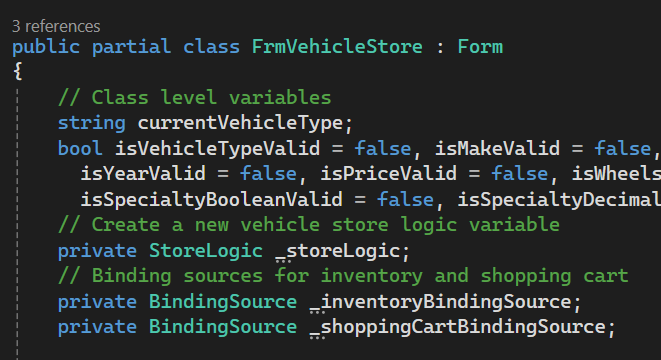 3 references
public partial class FrmVehicleStore : Form
{
// Class level variables
string currentVehicleType;
bool isVehicleTypeValid = false, isMakeValid = false,
isYearValid = false, isPriceValid = false, isWheels
isSpecialtyBooleanValid = false, isSpecialtyDecimal
// Create a new vehicle store logic variable
private StoreLogic _storeLogic;
// Binding sources for inventory and shopping cart
private BindingSource _inventoryBindingSource;
private BindingSource _shoppingCartBindingSource;